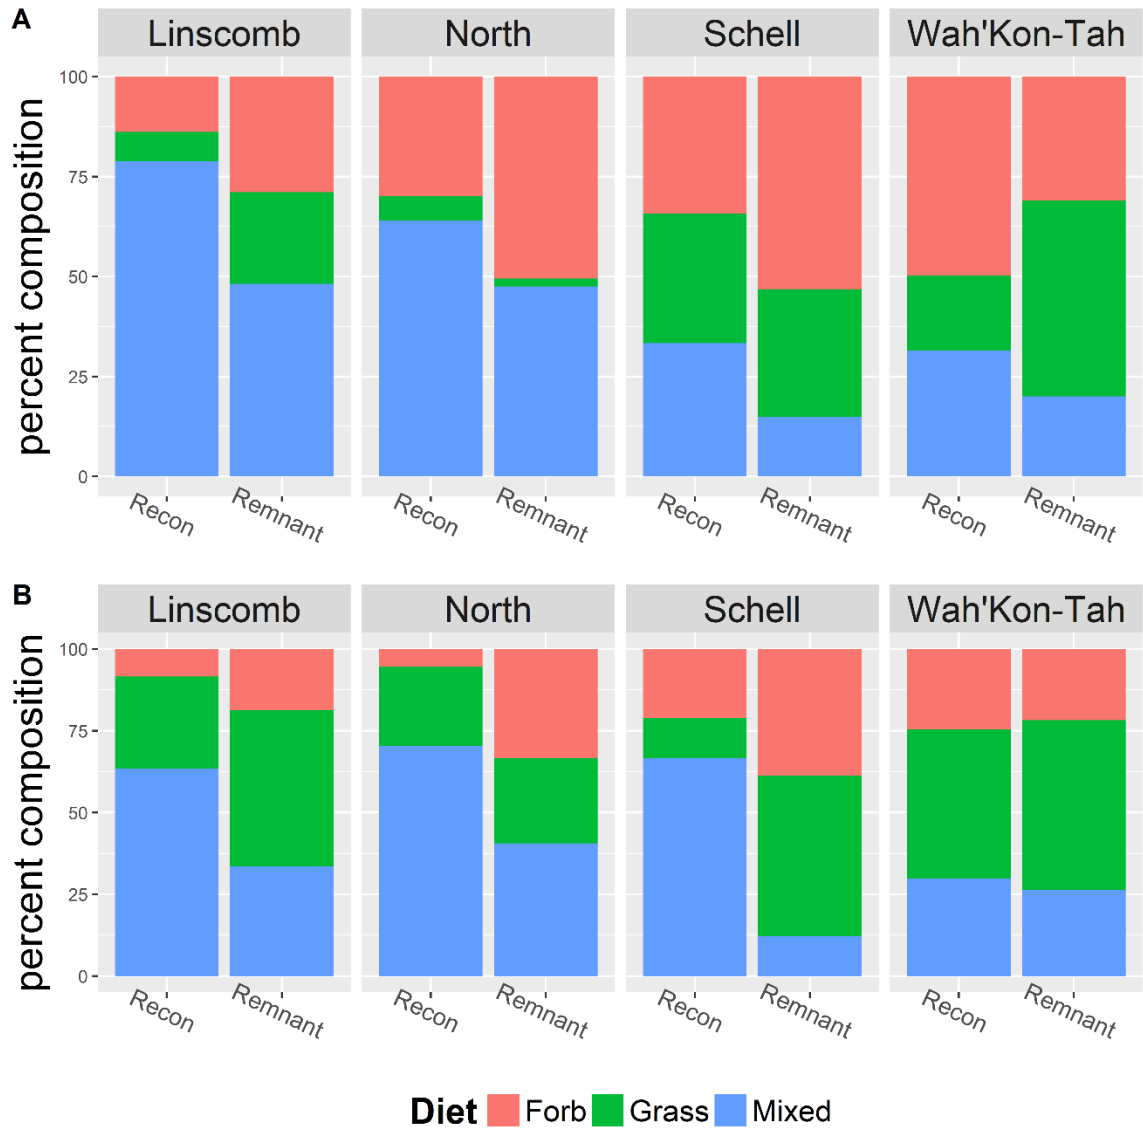 A
Linscomb North Schell Wah'Kon-Tah
percent composition
100
75
50
25
0
Recon Remnant Recon Remnant Recon Remnant Recon Remnant
B
Linscomb North Schell Wah'Kon-Tah
percent composition
100
75
50
25
0
Recon Remnant Recon Remnant Recon Remnant Recon Remnant
Diet Forb Grass Mixed